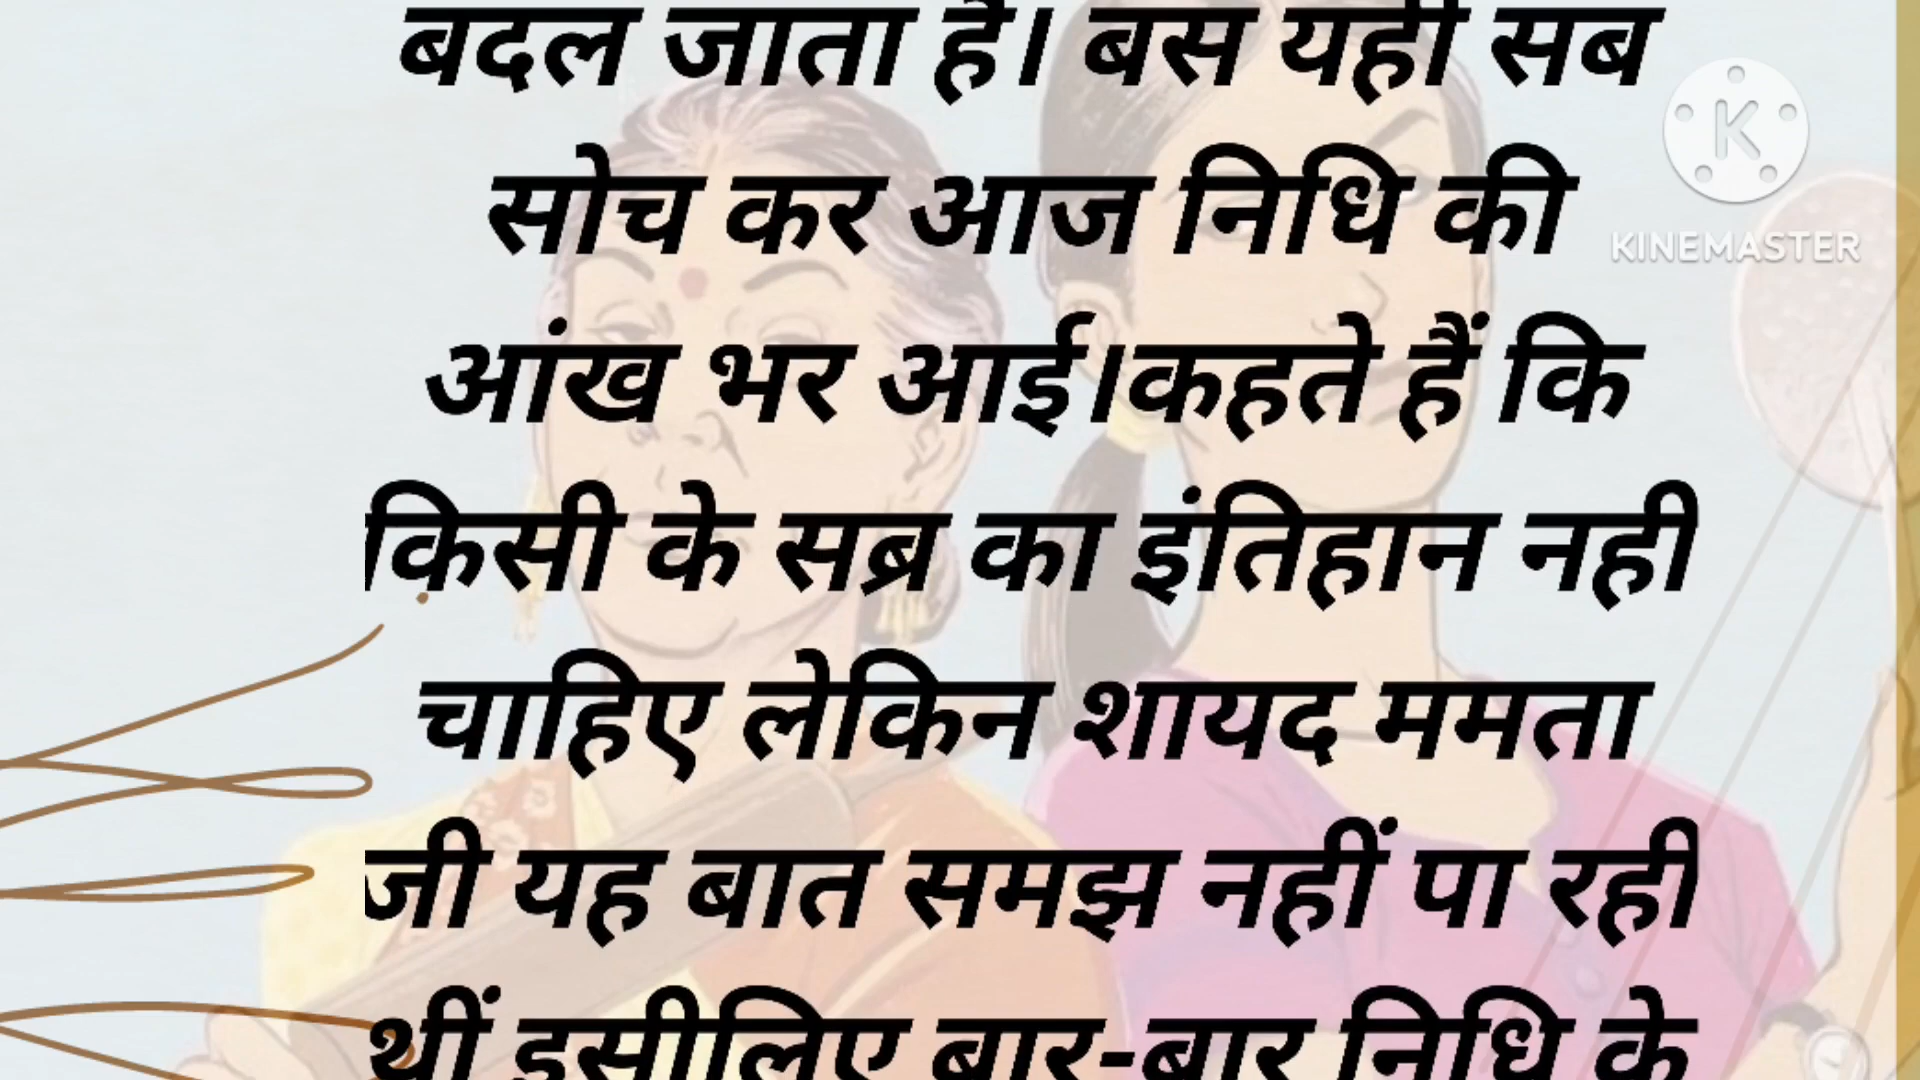 बदल जाता है। बस यही सब
सोच कर आज निधि की
आंख भर आई।कहते हैं कि
क़िसी के सब्र का इंतिहान नही
चाहिए लेकिन शायद ममता
जी यह बात समझ नहीं पा रही
थीं इसीलिए बार-बार निधि के
K
KINEMASTER